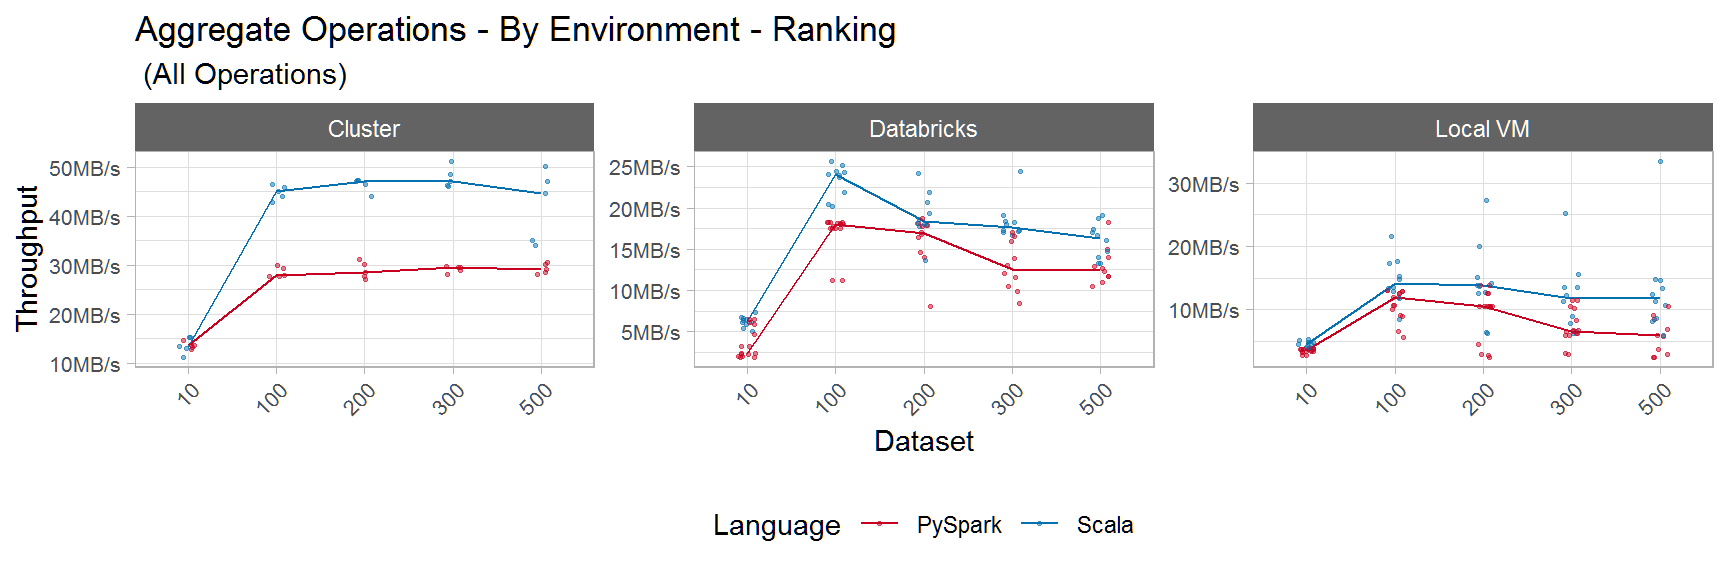 Aggregate Operations - By Environment - Ranking
(All Operations)
Cluster
Databricks
Local VM
Throughput
50MB/s
40MB/s
30MB/s
20MB/s
10MB/s
25MB/s
20MB/s
15MB/s
10MB/s
5MB/s
30MB/s
20MB/s
10MB/s
10 100 200 300 500
10 100 200 300 500
10 100 200 300 500
Dataset
Language PySpark Scala